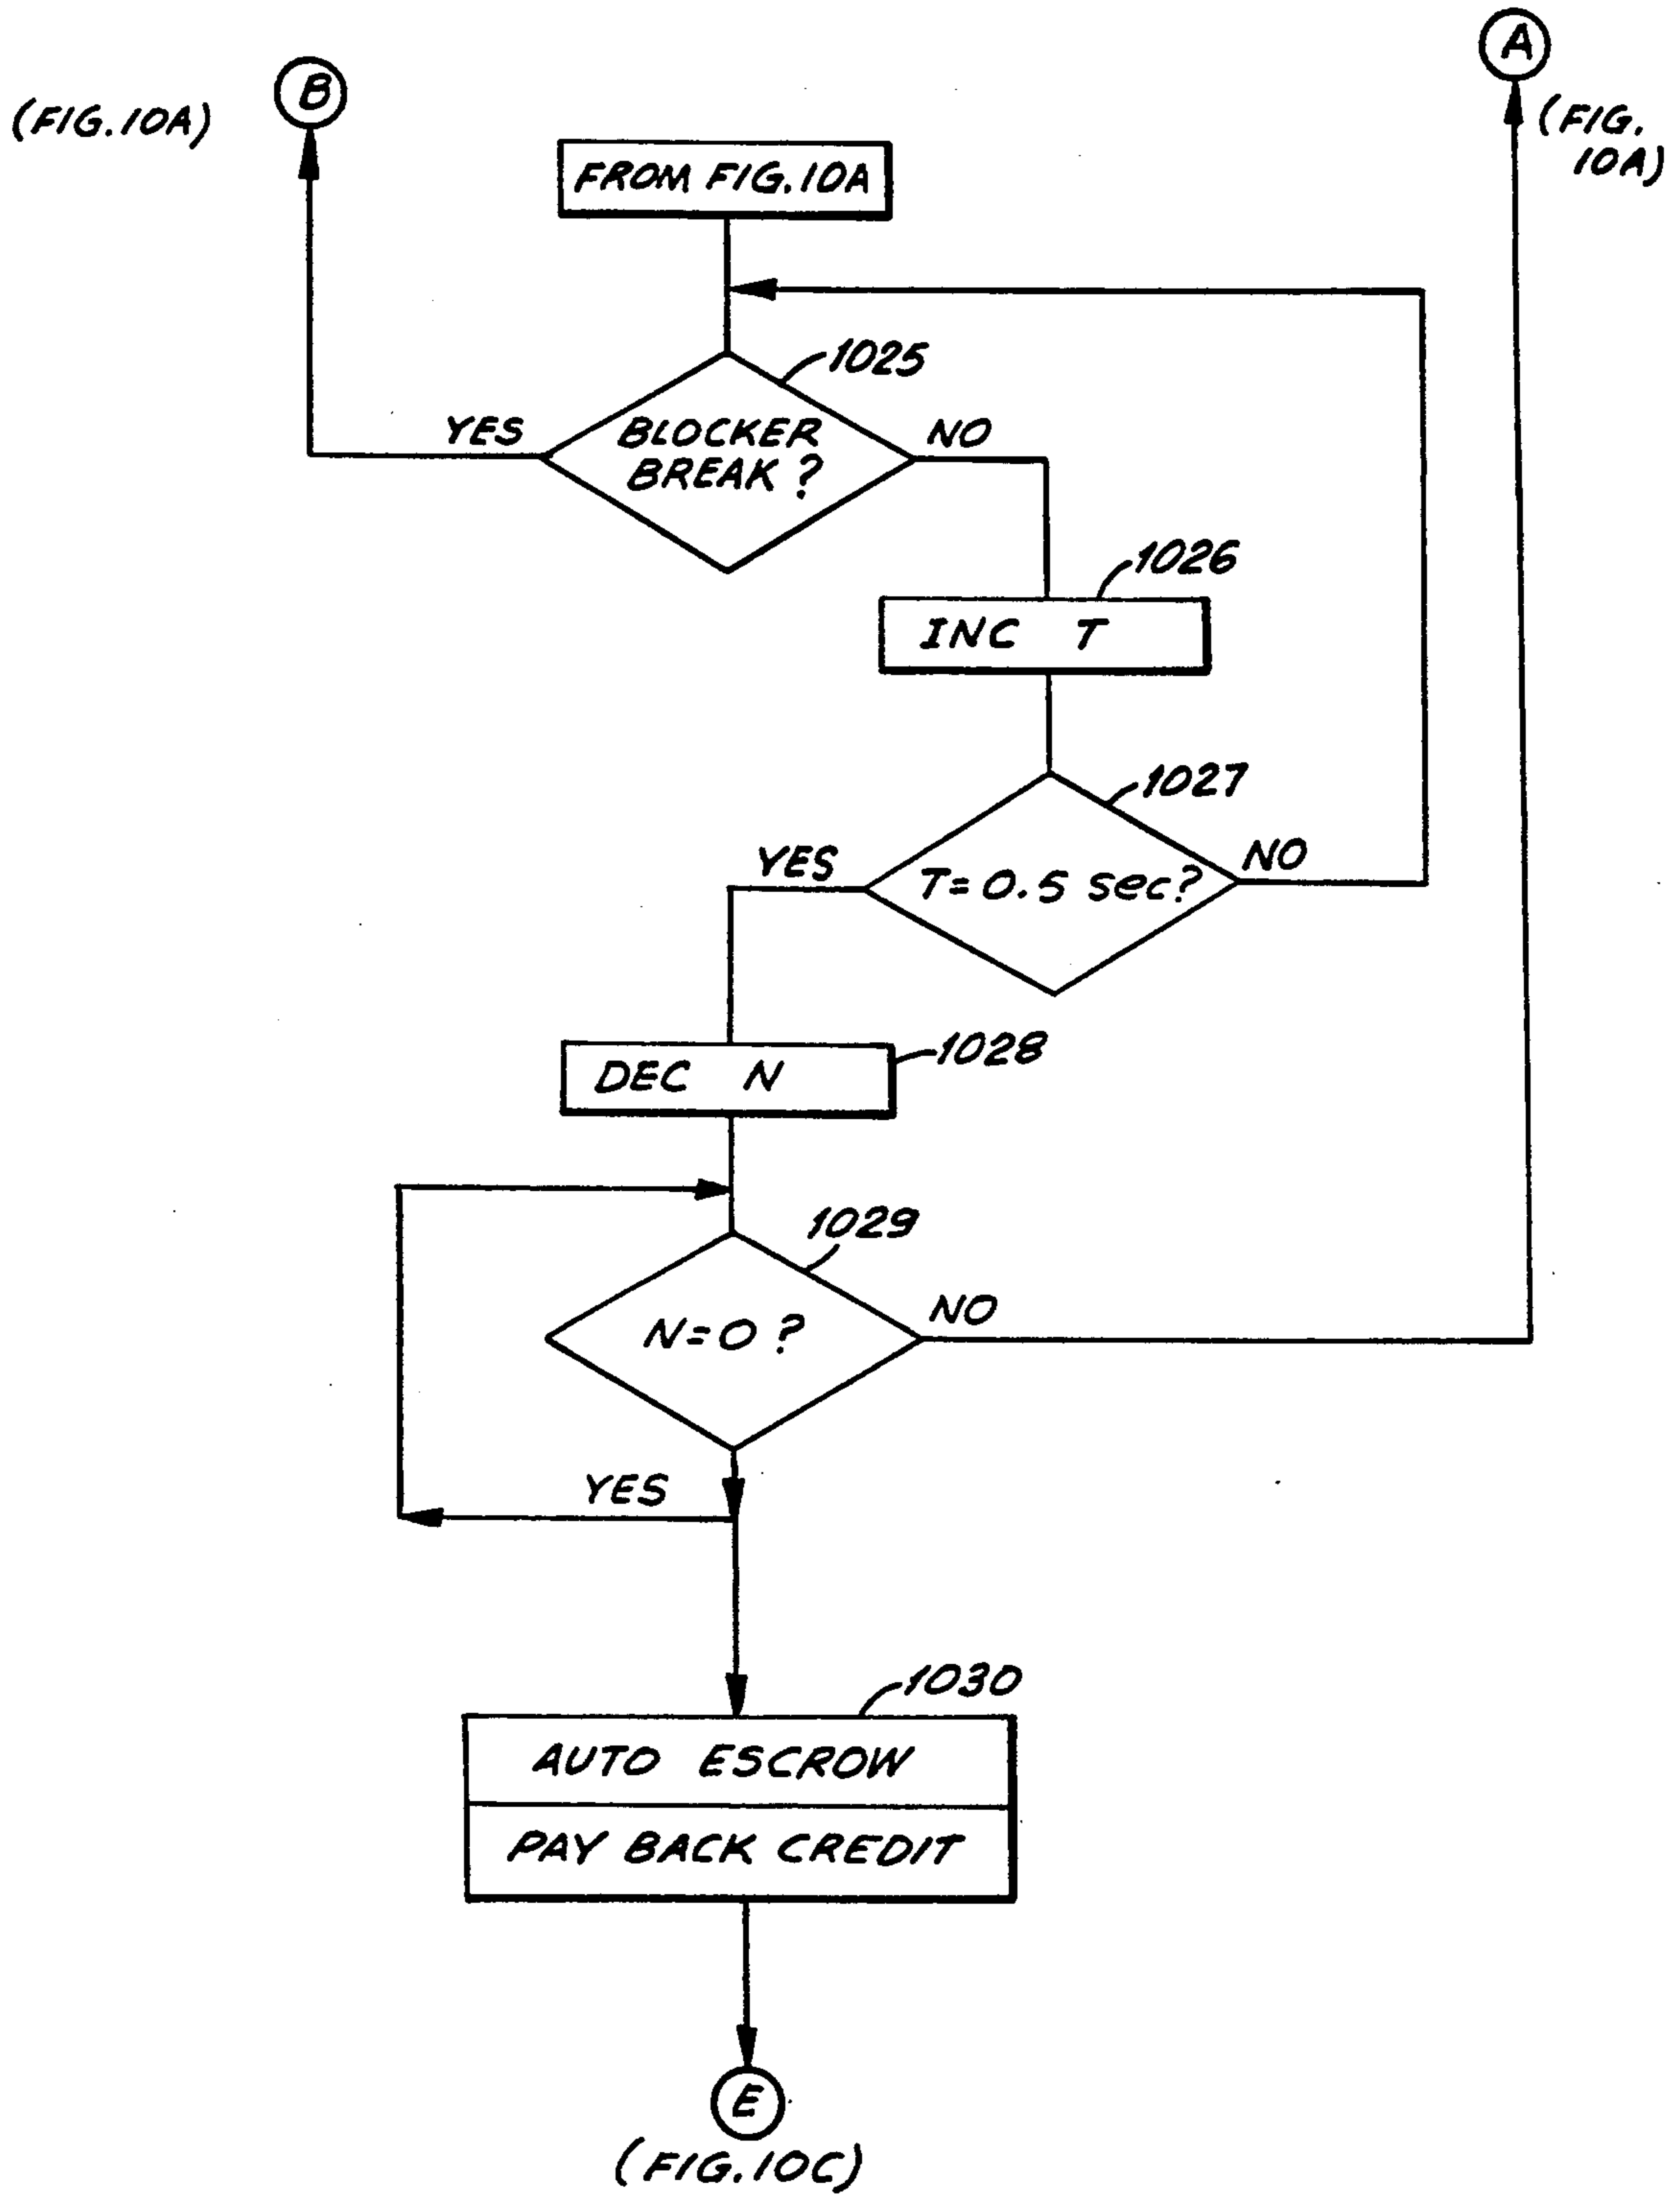 A
B
(FIG. 10A)
(FIG.
10A)
FROM FIG. 10A
1025
YES
BLOCKER
BREAK ?
NO
1026
INC T
1027
YES
T = 0.5 sec?
NO
DEC N
1028
1029
N = 0 ?
NO
YES
1030
AUTO ESCROW
PAY BACK CREDIT
E
(FIG. 10C)